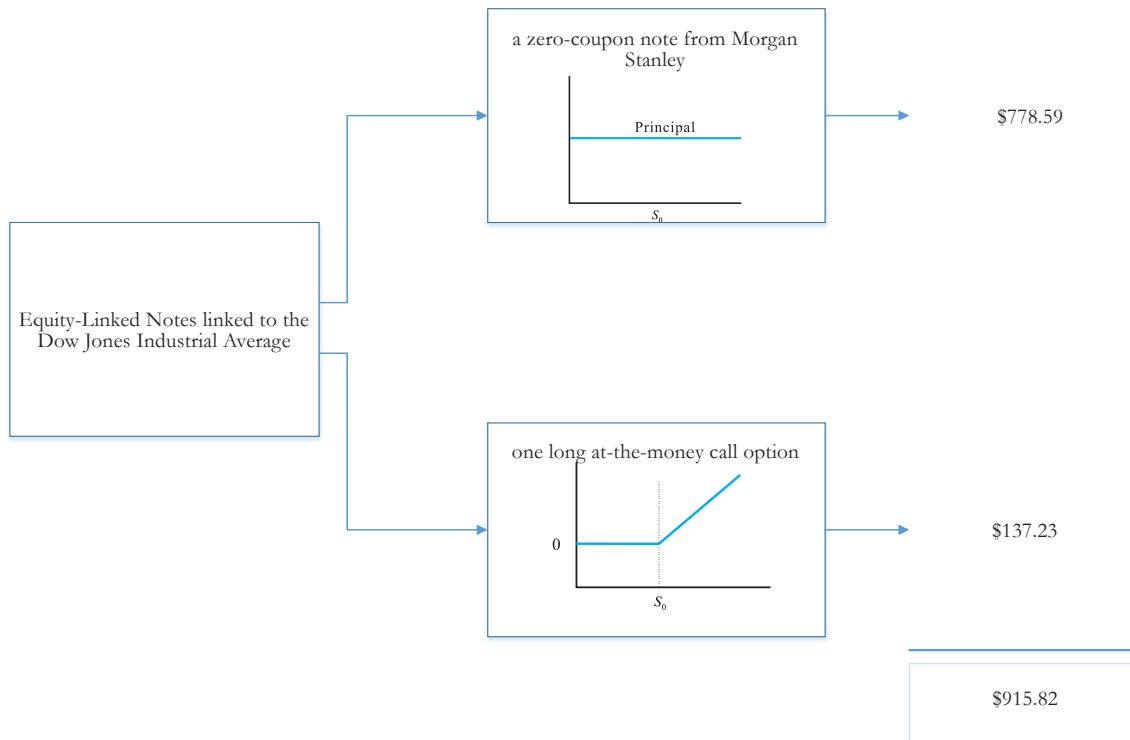 a zero-coupon note from Morgan
Stanley
Principal
S₀
$778.59
Equity-Linked Notes linked to the
Dow Jones Industrial Average
one long at-the-money call option
0
S₀
$137.23
$915.82